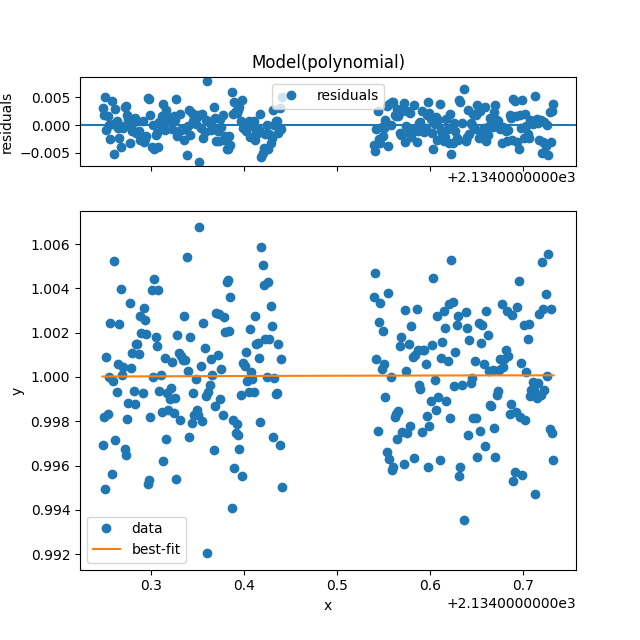 Model(polynomial)
residuals
residuals
0.005
0.000
−0.005
+2.1340000000e3
y
1.006
1.004
1.002
1.000
0.998
0.996
0.994
0.992
data
best-fit
0.3 0.4 0.5 0.6 0.7
x
+2.1340000000e3